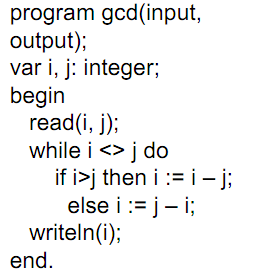 program gcd(input,
output);
var i, j: integer;
begin
read(i, j);
while i <> j do
if i>j then i := i – j;
else i := j – i;
writeln(i);
end.